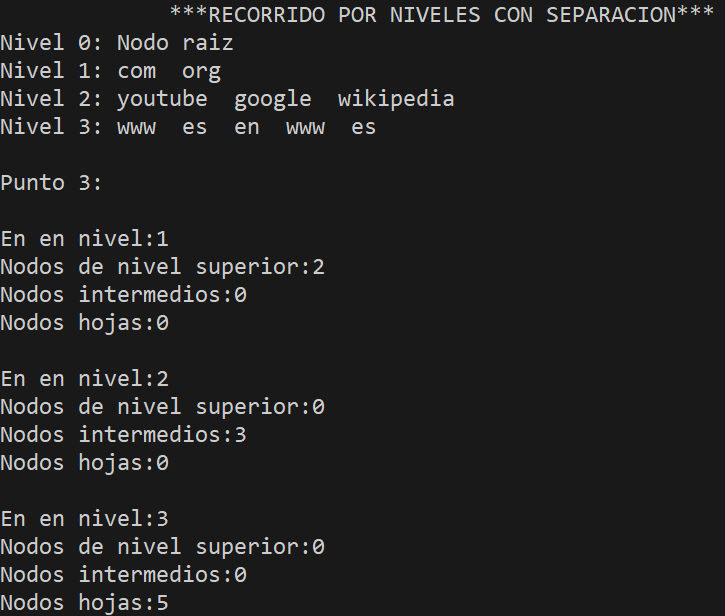 ***RECORRIDO POR NIVELES CON SEPARACION***
Nivel 0: Nodo raiz
Nivel 1: com  org
Nivel 2: youtube  google  wikipedia
Nivel 3: www  es  en  www  es

Punto 3:

En en nivel:1
Nodos de nivel superior:2
Nodos intermedios:0
Nodos hojas:0

En en nivel:2
Nodos de nivel superior:0
Nodos intermedios:3
Nodos hojas:0

En en nivel:3
Nodos de nivel superior:0
Nodos intermedios:0
Nodos hojas:5